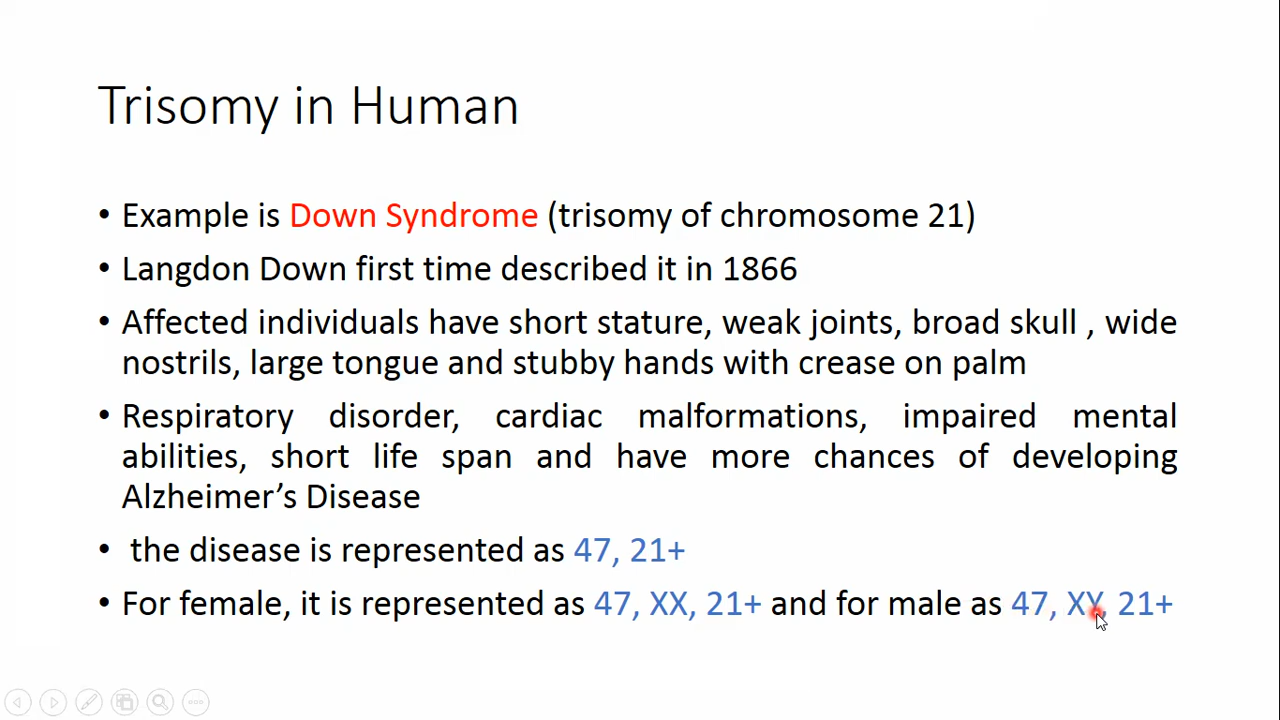 Trisomy in Human
• Example is Down Syndrome (trisomy of chromosome 21)
• Langdon Down first time described it in 1866
• Affected individuals have short stature, weak joints, broad skull , wide
nostrils, large tongue and stubby hands with crease on palm
• Respiratory disorder, cardiac malformations, impaired mental
abilities, short life span and have more chances of developing
Alzheimer’s Disease
• the disease is represented as 47, 21+
• For female, it is represented as 47, XX, 21+ and for male as 47, XY, 21+